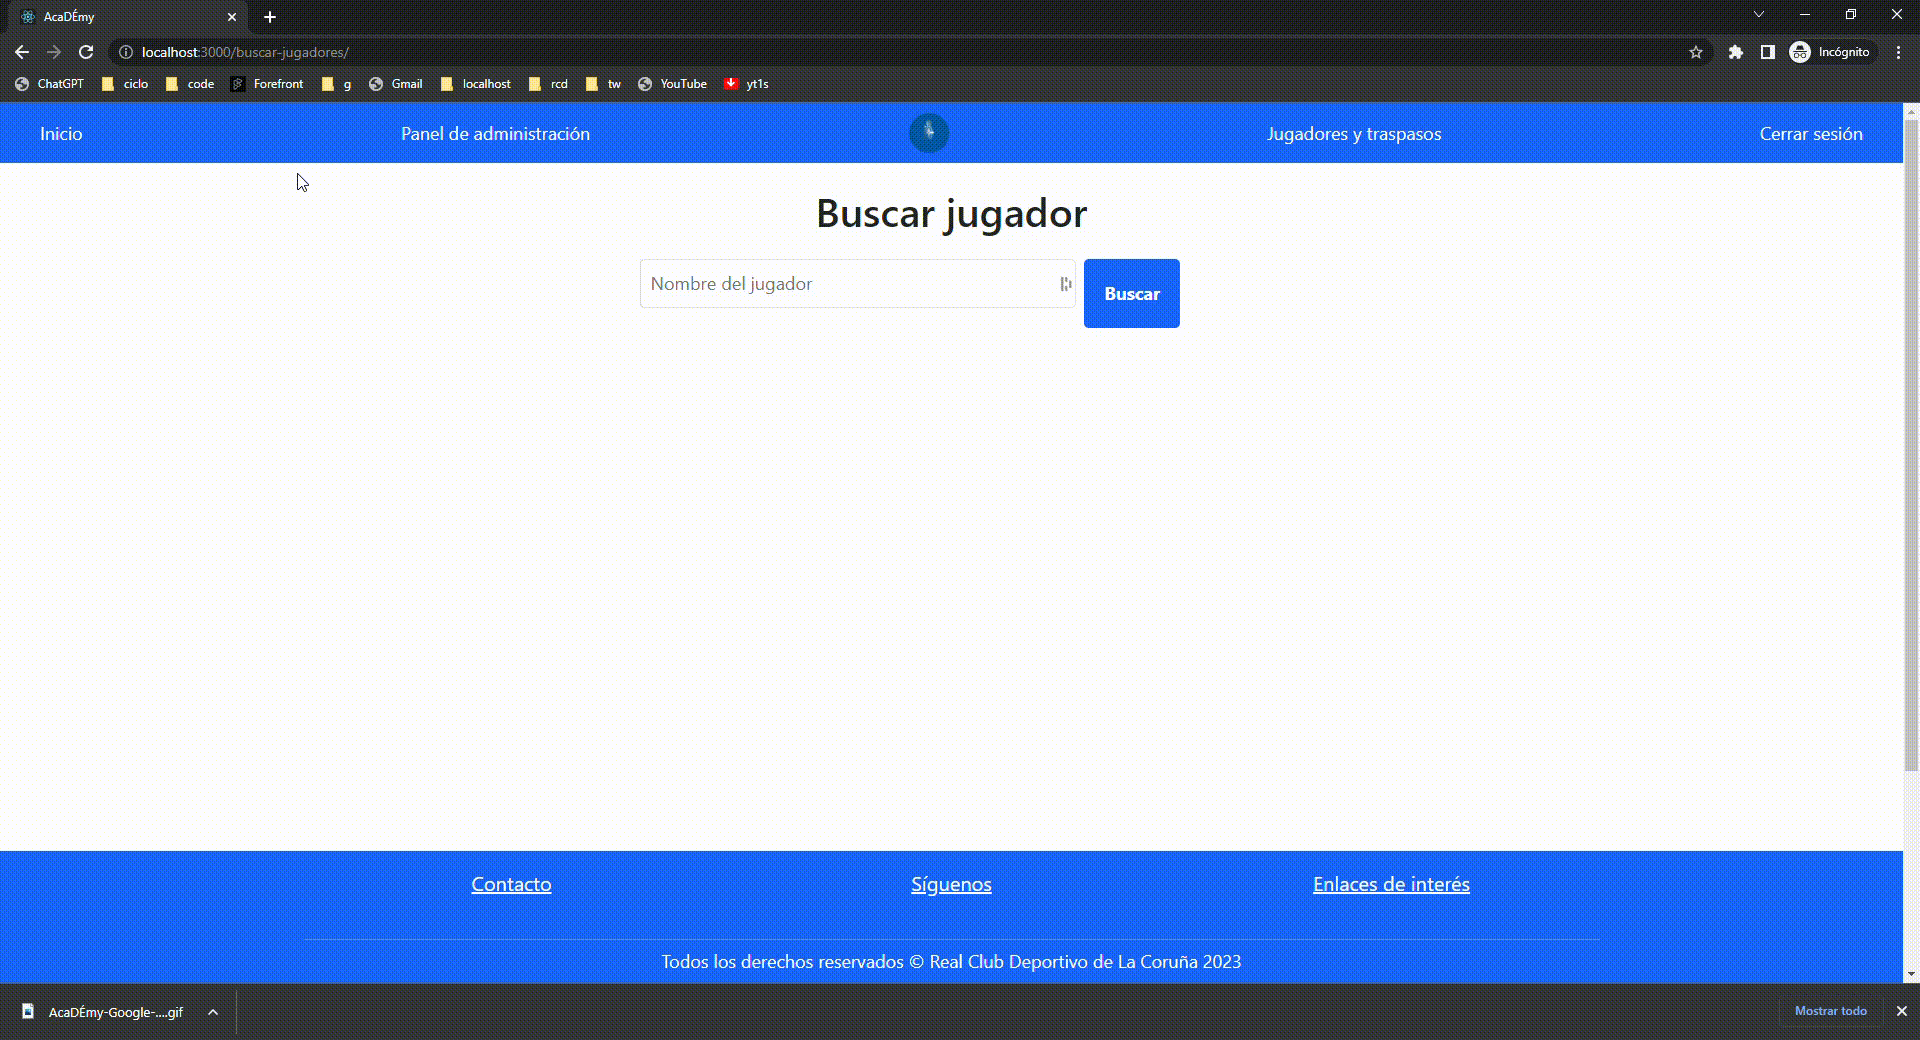 AcaDÉmy
localhost:3000/buscar-jugadores/
Incógnito
ChatGPT ciclo code Forefront g Gmail localhost rcd tw YouTube yt1s
Inicio Panel de administración Jugadores y traspasos Cerrar sesión
Buscar jugador
Nombre del jugador Buscar
Contacto Síguenos Enlaces de interés
Todos los derechos reservados © Real Club Deportivo de La Coruña 2023
AcaDÉmy-Google-....gif Mostrar todo